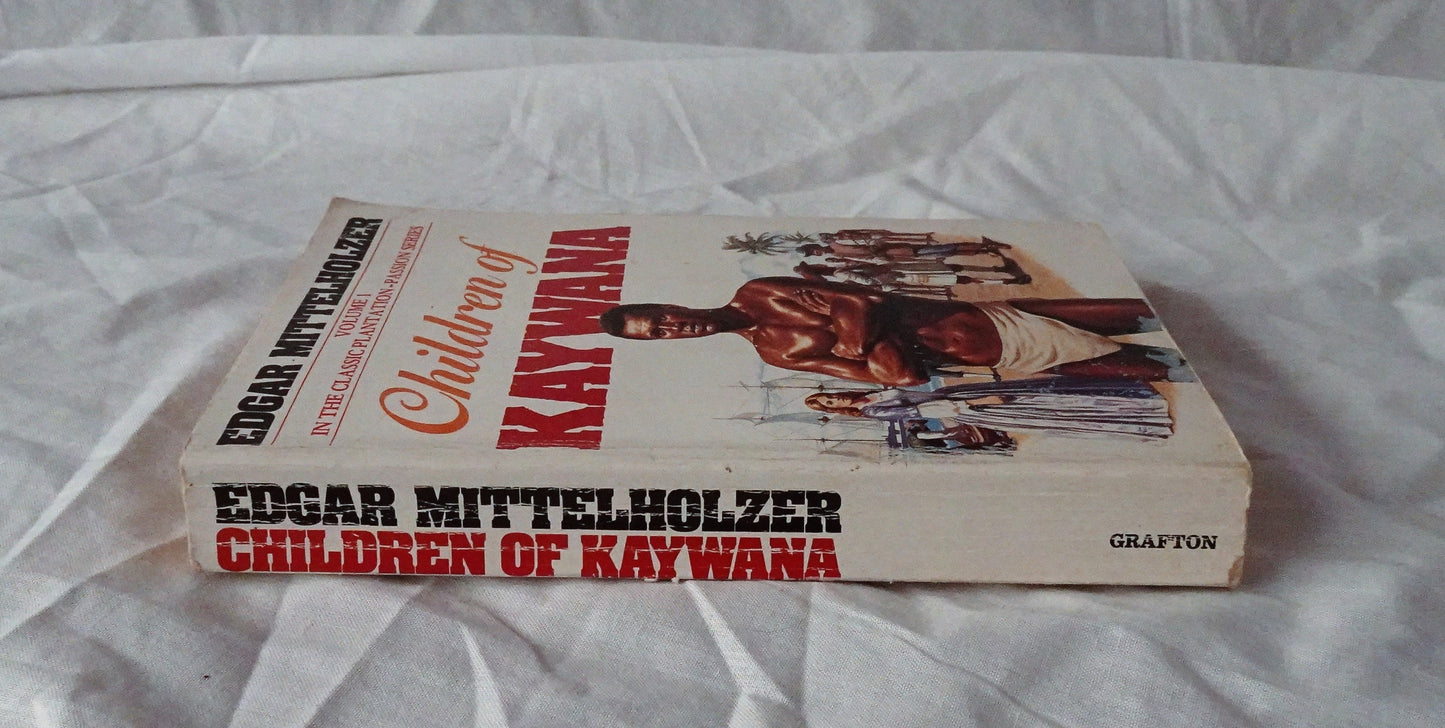 EDGAR MITTELHOLZER
VOLUME 1
IN THE CLASSIC PLANTATION-PASSION SERIES
Children of
KAYWANA
EDGAR MITTELHOLZER
CHILDREN OF KAYWANA
GRAFTON